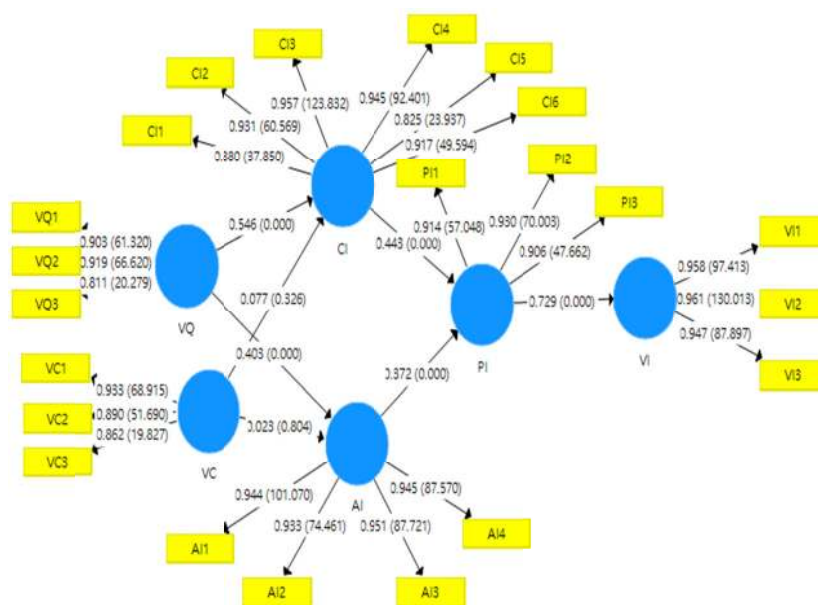 CI3
CI4
CI2
CI5
CI1
CI6
0.957 (123.832)
0.945 (92.401)
0.931 (60.569)
0.825 (23.937)
0.880 (37.850)
0.917 (49.594)
CI
PI1
PI2
PI3
0.914 (57.048)
0.930 (70.003)
0.906 (47.662)
VQ1
VQ2
VQ3
0.903 (61.320)
0.919 (66.620)
0.811 (20.279)
VQ
0.546 (0.000)
0.443 (0.000)
0.077 (0.326)
0.729 (0.000)
PI
VI1
VI2
VI3
0.958 (97.413)
0.961 (130.013)
0.947 (87.897)
VI
0.403 (0.000)
0.372 (0.000)
VC1
VC2
VC3
0.933 (68.915)
0.890 (51.690)
0.862 (19.827)
VC
0.023 (0.804)
AI
0.944 (101.070)
0.933 (74.461)
0.951 (87.721)
0.945 (87.570)
AI1
AI2
AI3
AI4